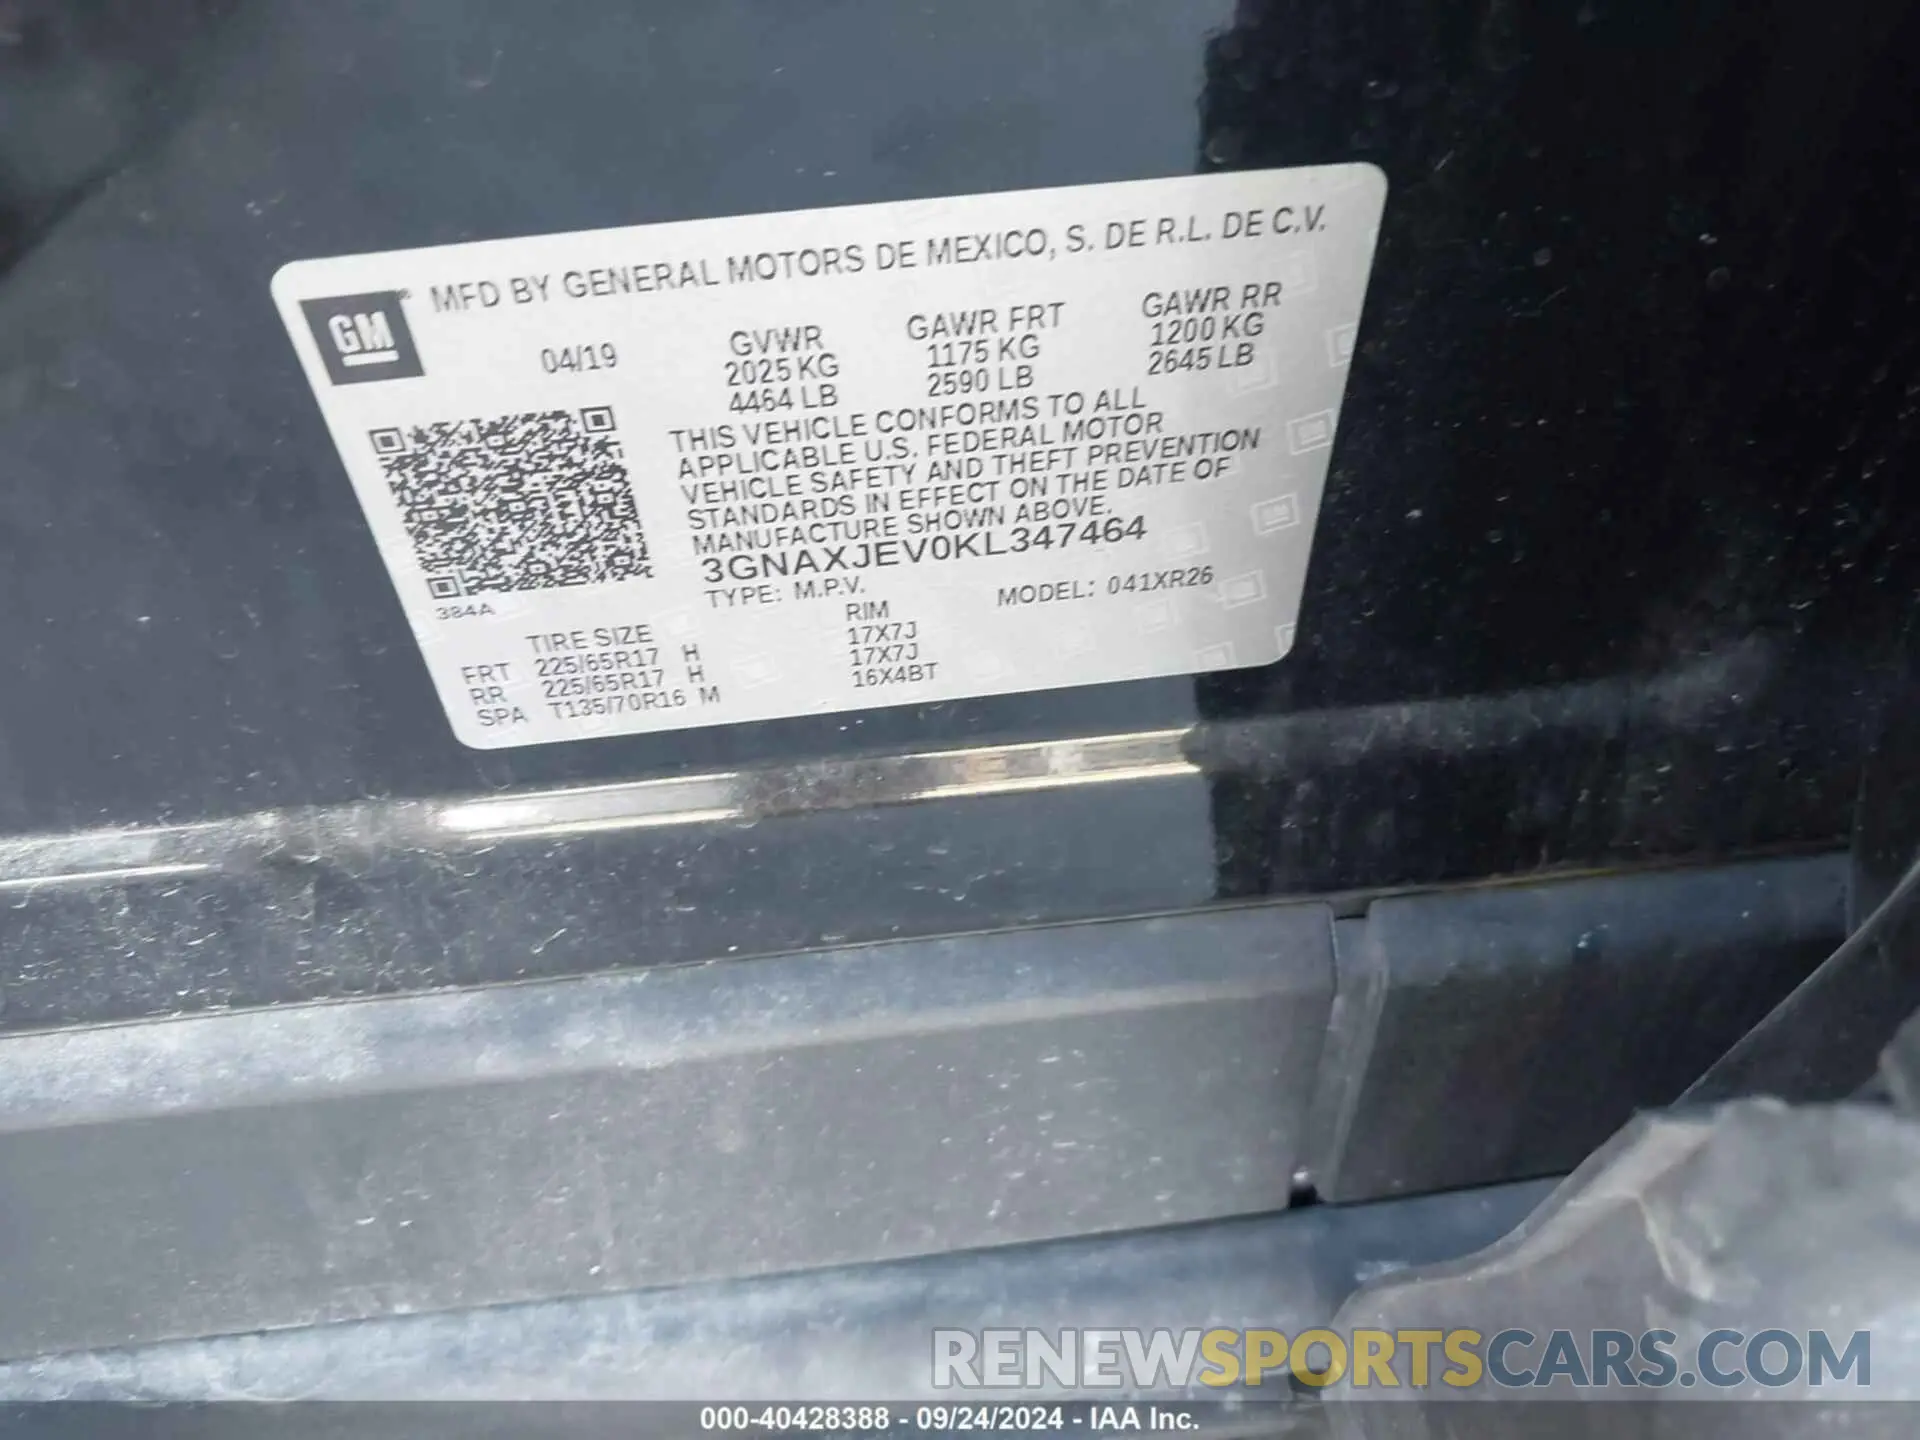 MFD BY GENERAL MOTORS DE MEXICO, S. DE R.L. DE C.V.
GM®
04/19
GVWR
2025 KG
4464 LB
GAWR FRT
1175 KG
2590 LB
GAWR RR
1200 KG
2645 LB
THIS VEHICLE CONFORMS TO ALL
APPLICABLE U.S. FEDERAL MOTOR
VEHICLE SAFETY AND THEFT PREVENTION
STANDARDS IN EFFECT ON THE DATE OF
MANUFACTURE SHOWN ABOVE.
3GNAXJEV0KL347464
TYPE: M.P.V. MODEL: 041XR26
384A
TIRE SIZE RIM
FRT 225/65R17 H 17X7J
RR 225/65R17 H 17X7J
SPA T135/70R16 M 16X4BT
RENEWSPORTSCARS.COM
000-40428388 - 09/24/2024 - IAA Inc.